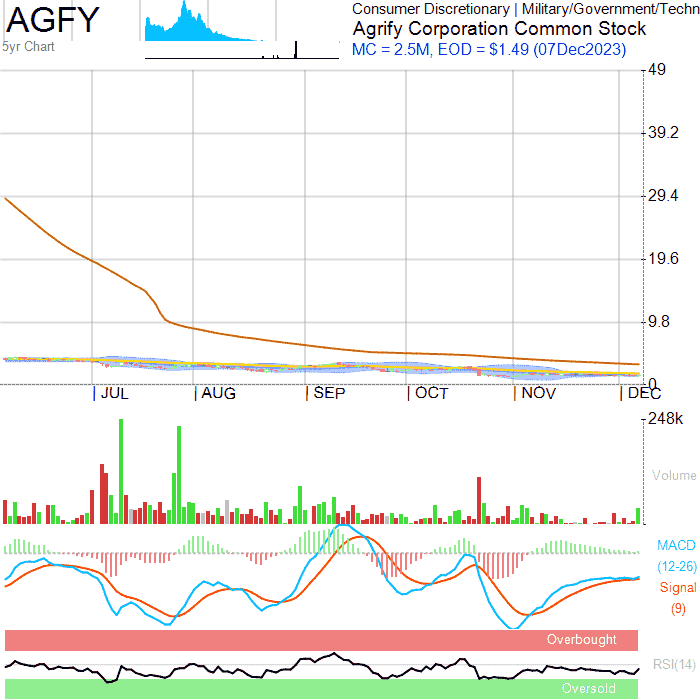 AGFY
5yr Chart
Consumer Discretionary | Military/Government/Techn
Agrify Corporation Common Stock
MC = 2.5M, EOD = $1.49 (07Dec2023)
49
39.2
29.4
19.6
9.8
0
JUL
AUG
SEP
OCT
NOV
DEC
248k
Volume
MACD
(12-26)
Signal
(9)
Overbought
RSI(14)
Oversold